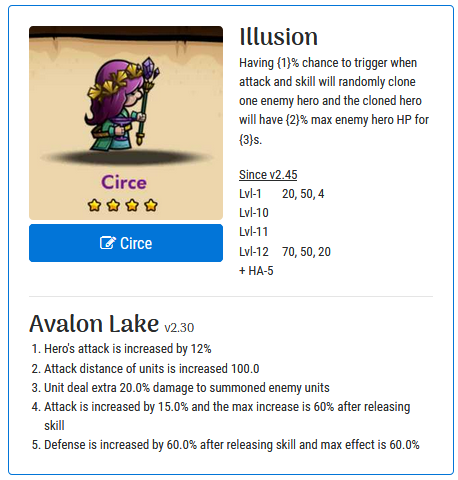 Illusion
Having {1}% chance to trigger when
attack and skill will randomly clone
one enemy hero and the cloned hero
will have {2}% max enemy hero HP for
{3}s.
Circe
Circe
Since v2.45
Lvl-1 20, 50, 4
Lvl-10
Lvl-11
Lvl-12 70, 50, 20
+ HA-5
Avalon Lake v2.30
1. Hero's attack is increased by 12%
2. Attack distance of units is increased 100.0
3. Unit deal extra 20.0% damage to summoned enemy units
4. Attack is increased by 15.0% and the max increase is 60% after releasing
skill
5. Defense is increased by 60.0% after releasing skill and max effect is 60.0%